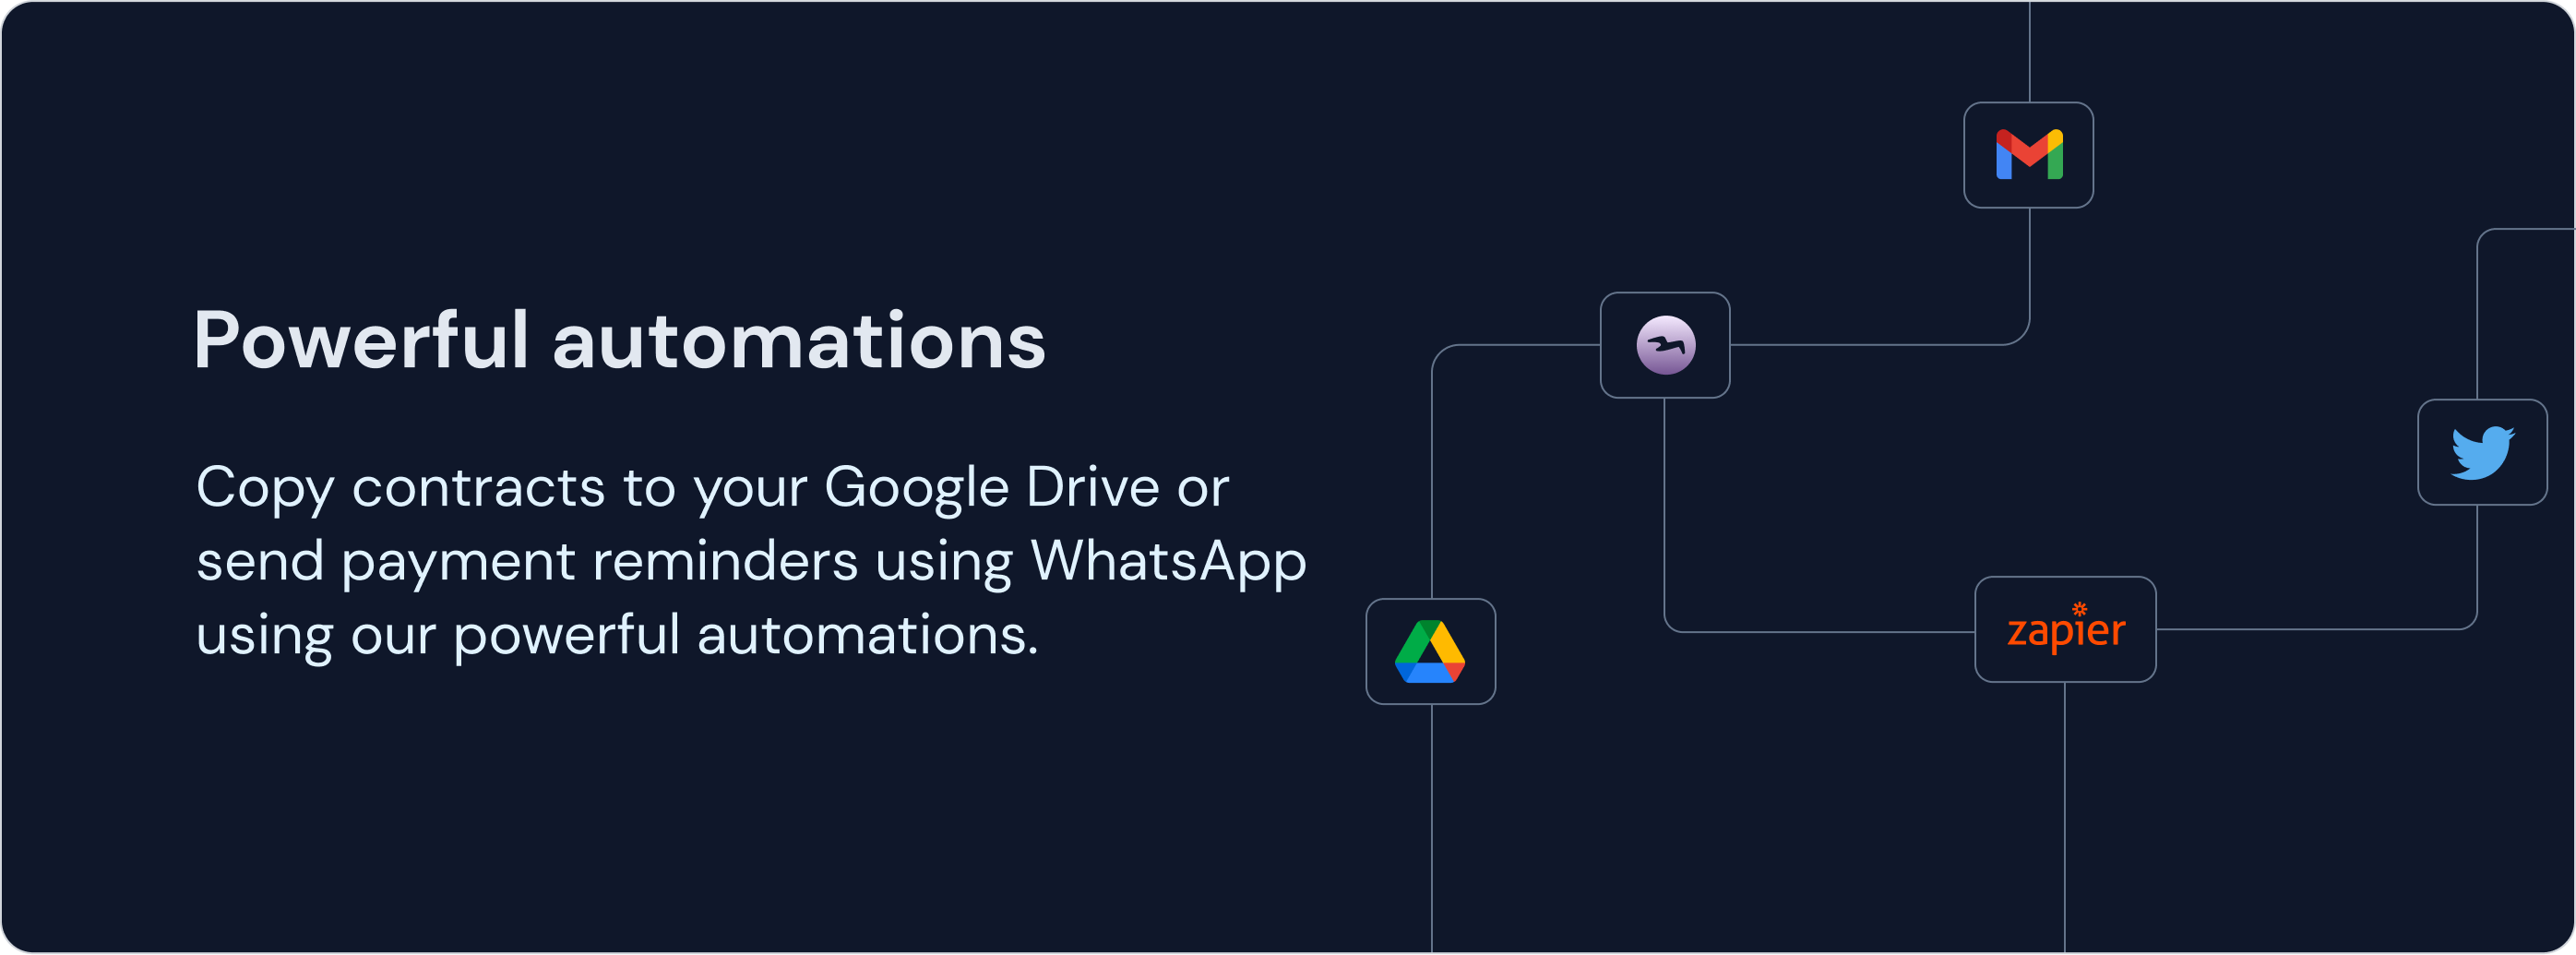 Powerful automations
Copy contracts to your Google Drive or
send payment reminders using WhatsApp
using our powerful automations.
zapier